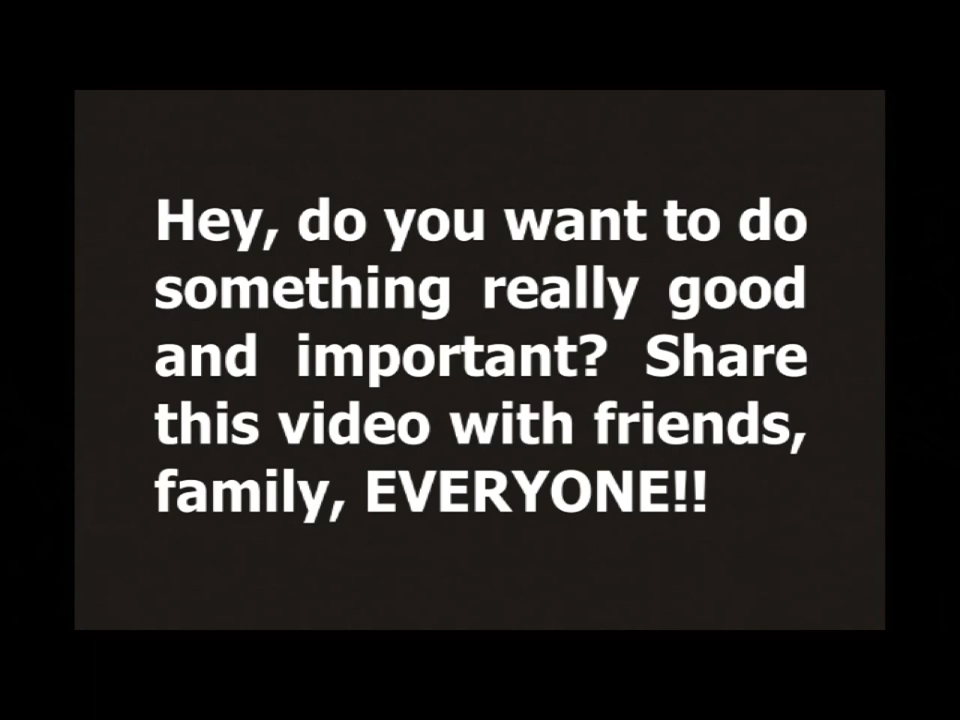 Hey, do you want to do
something really good
and important? Share
this video with friends,
family, EVERYONE!!